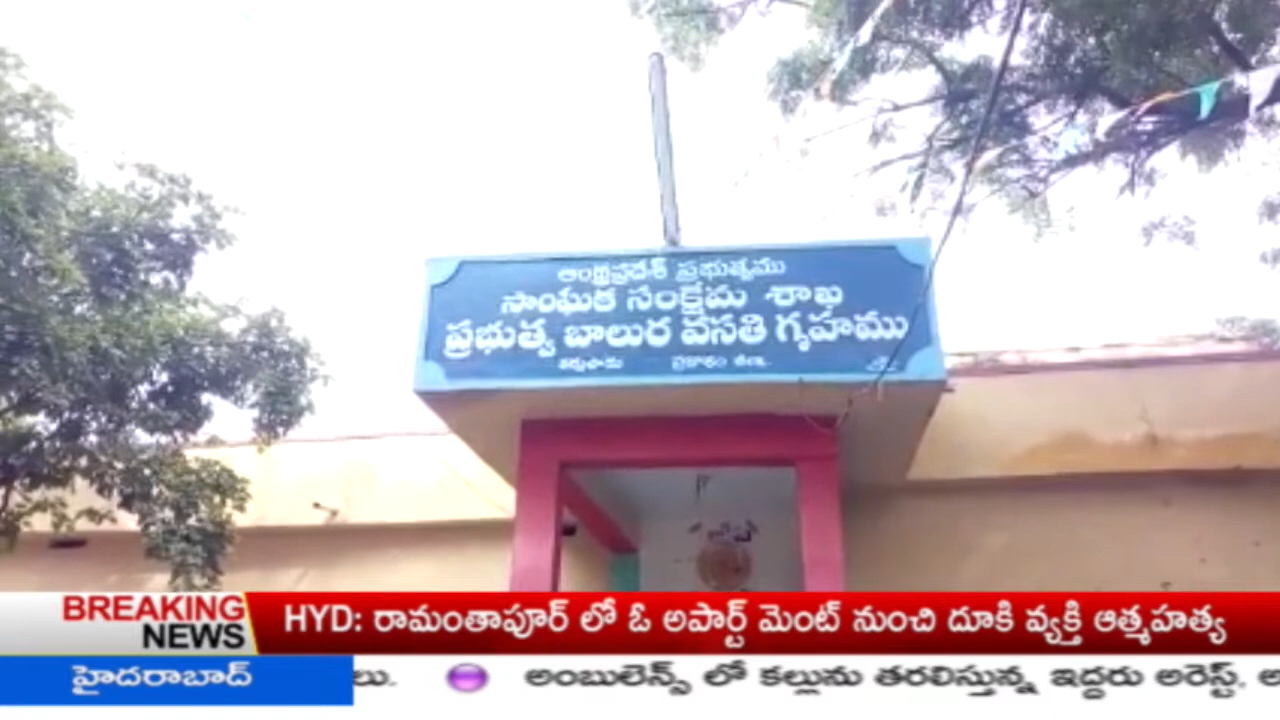 ఆంధ్రప్రదేశ్ ప్రభుత్వము
సాంఘిక సంక్షేమ శాఖ
ప్రభుత్వ బాలుర వసతి గృహము
ప్రకాశం జిల్లా.
BREAKING
NEWS
HYD: రామంతాపూర్ లో ఓ అపార్ట్ మెంట్ నుంచి దూకి వ్యక్తి ఆత్మహత్య
హైదరాబాద్
లు. అంబులెన్స్ లో కల్లును తరలిస్తున్న ఇద్దరు అరెస్ట్, అ